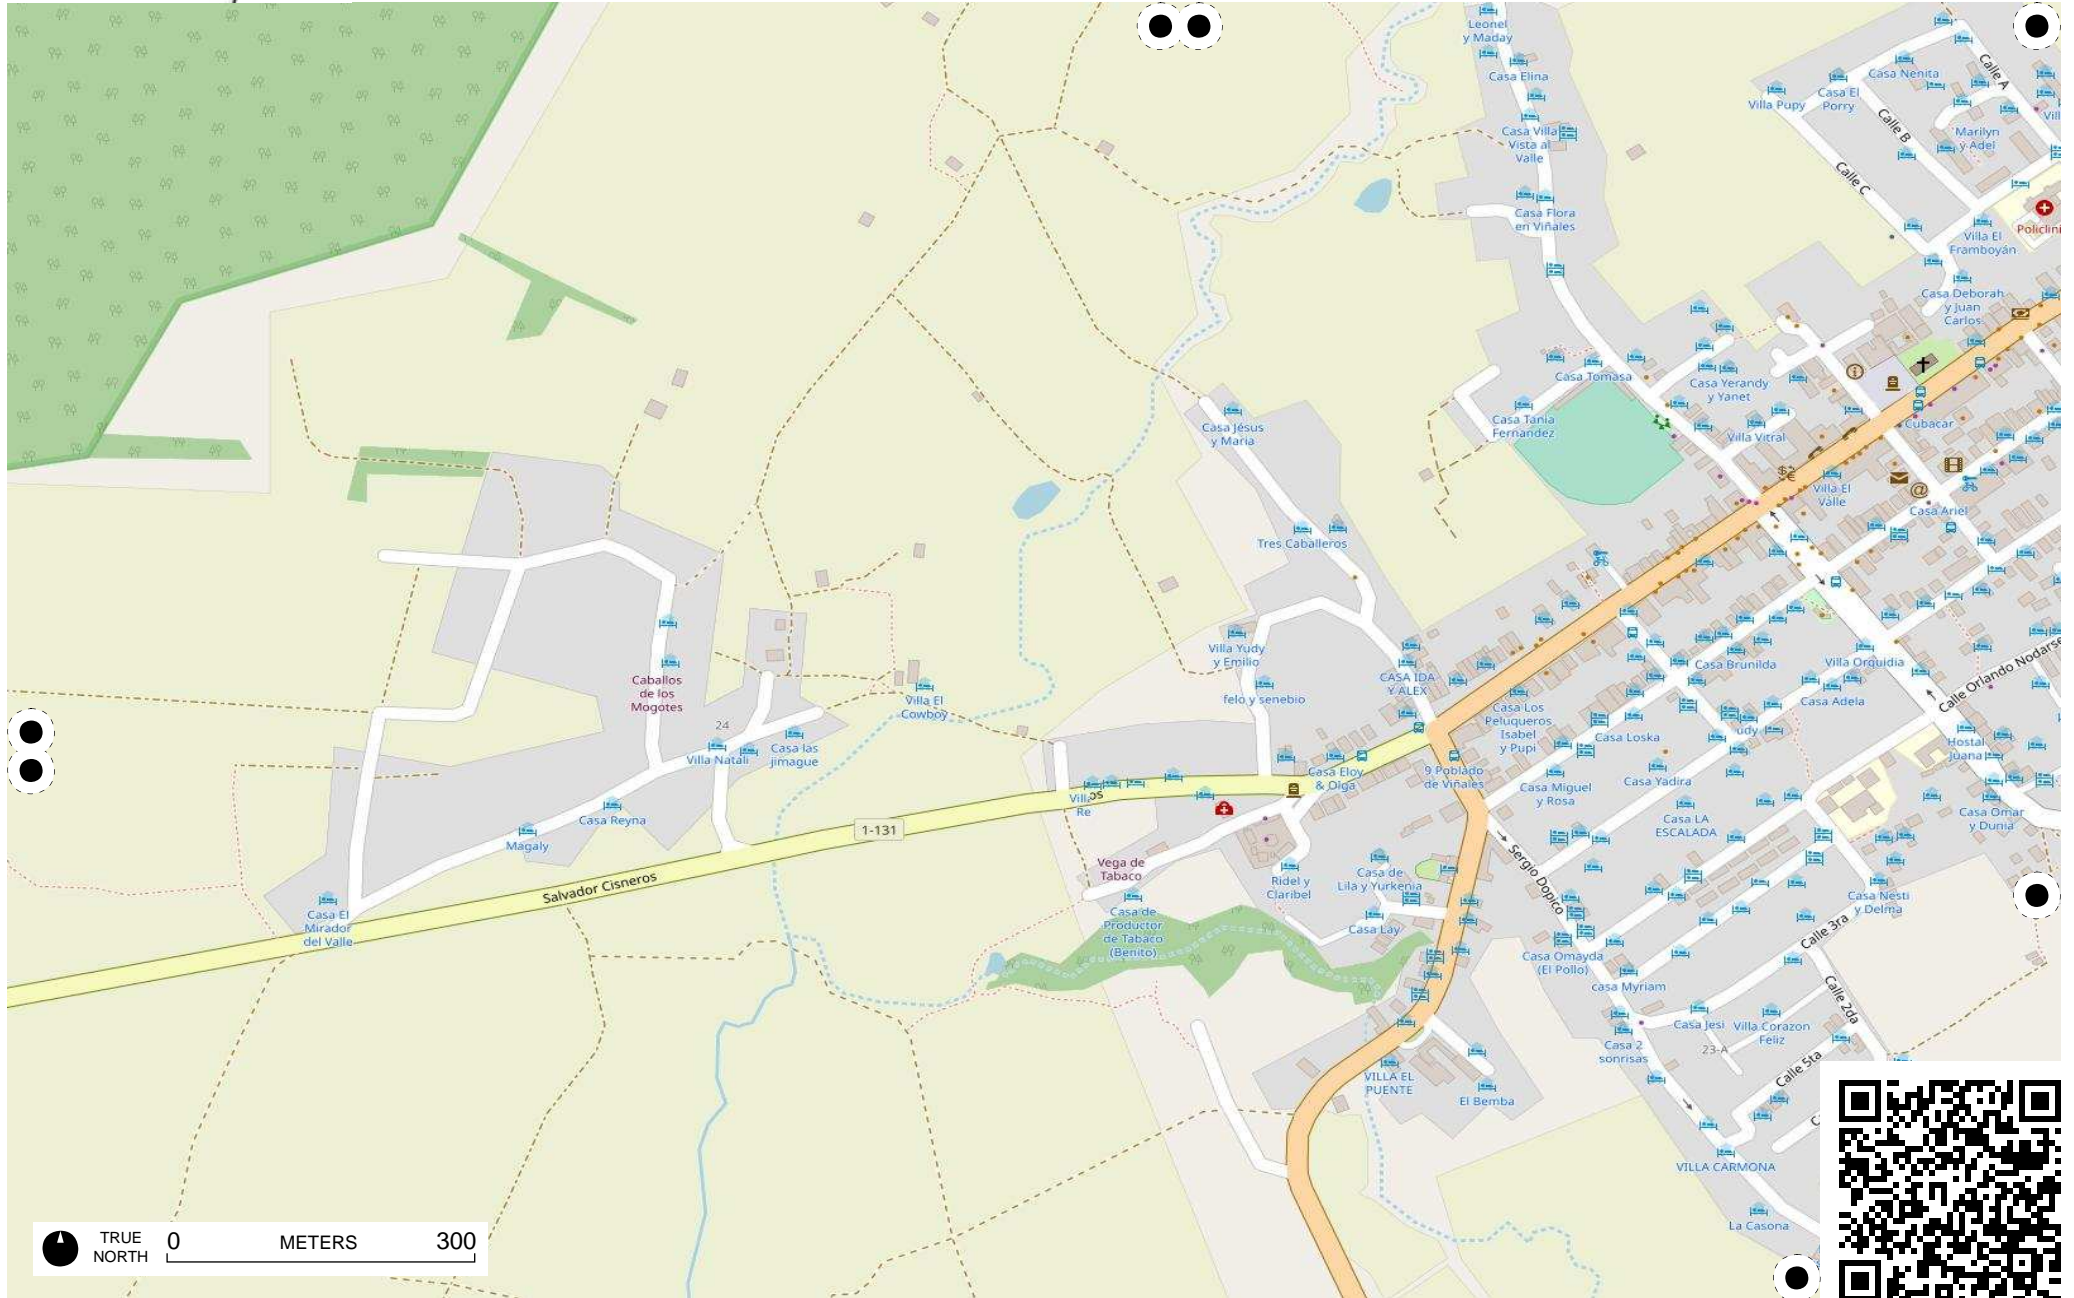 Leonel
y Maday
Casa Elina
Casa Villa
Vista al
Valle
Casa Flora
en Viñales
Villa Pupy
Casa El
Porry
Casa Nenita
Calle A
Calle B
Calle C
Marilyn
y Adel
Villa El
Framboyán
Casa Deborah
y Juan
Carlos
Casa Tomasa
Casa Tania
Fernandez
Casa Yerandy
y Yanet
Villa Vitral
Cubacar
Villa El
Valle
Casa Ariel
Casa Jésus
y Maria
Tres Caballeros
Villa Yudy
y Emilio
felo y senebio
CASA IDA
Y ALEX
Casa Los
Peluqueros
Isabel
y Pupi
Casa Brunilda
Villa Orquidia
Casa Adela
Calle Orlando Nodarse
Casa Loska
udy
Hostal
Juana
Casa Yadira
Casa Miguel
y Rosa
Casa LA
ESCALADA
Casa Omar
y Dunia
9 Poblado
de Viñales
Casa Eloy
& Olga
Caballos
de los
Mogotes
24
Villa Natali
Casa las
jimague
Villa El
Cowboy
Casa Reyna
Magaly
Casa El
Mirador
del Valle
Salvador Cisneros
1-131
Villa
Re
os
Vega de
Tabaco
Casa de
Productor
de Tabaco
(Benito)
Ridel y
Claribel
Casa de
Lila y Yurkenia
Casa Lay
Sergio Dopico
Casa Nesti
y Delma
Calle 3ra
Casa Omayda
(El Pollo)
casa Myriam
Calle 2da
Casa Jesi
Villa Corazon
Feliz
23-A
Casa 2
sonrisas
Calle 5ta
VILLA EL
PUENTE
El Bemba
VILLA CARMONA
La Casona
TRUE
NORTH
0 METERS 300